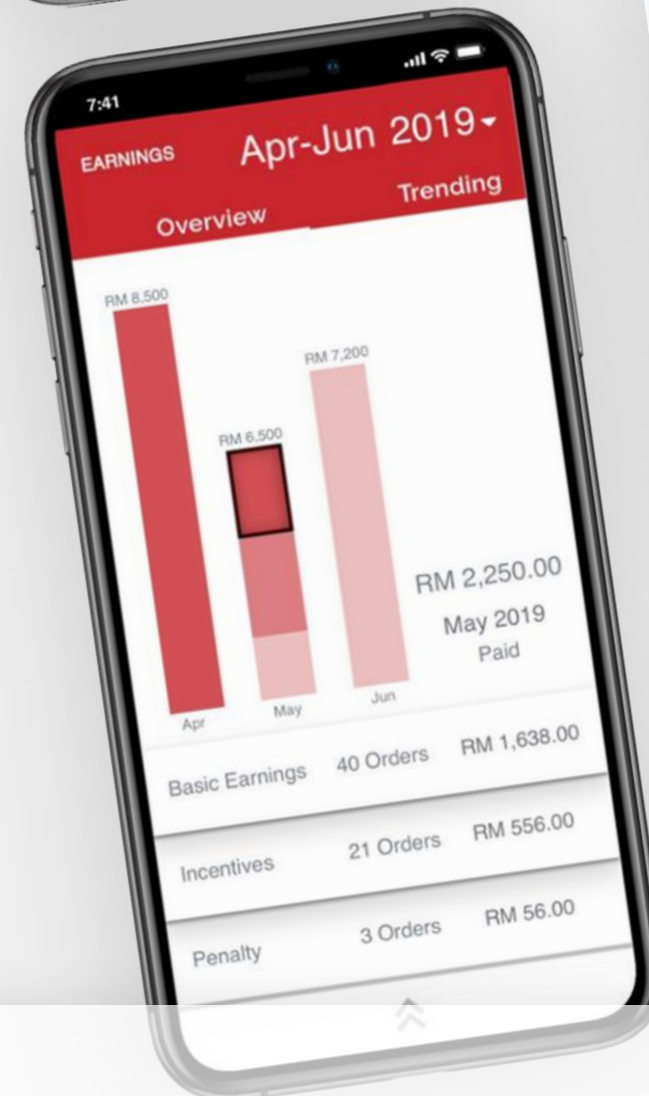 7:41
EARNINGS
Apr-Jun 2019
Overview
Trending
RM 8,500
RM 6,500
RM 7,200
RM 2,250.00
May 2019
Paid
Apr
May
Jun
Basic Earnings 40 Orders RM 1,638.00
Incentives 21 Orders RM 556.00
Penalty 3 Orders RM 56.00